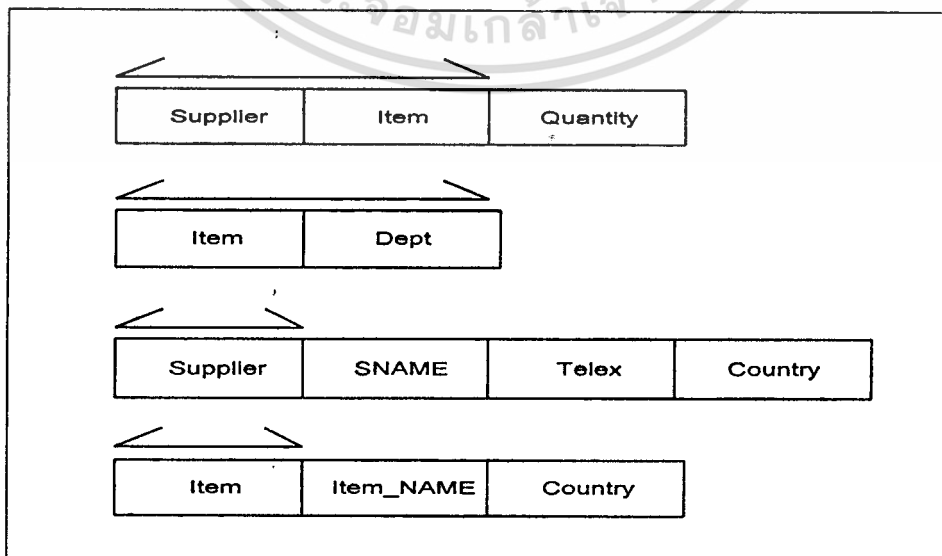 Supplier Item Quantity
Item Dept
Supplier SNAME Telex Country
Item Item_NAME Country